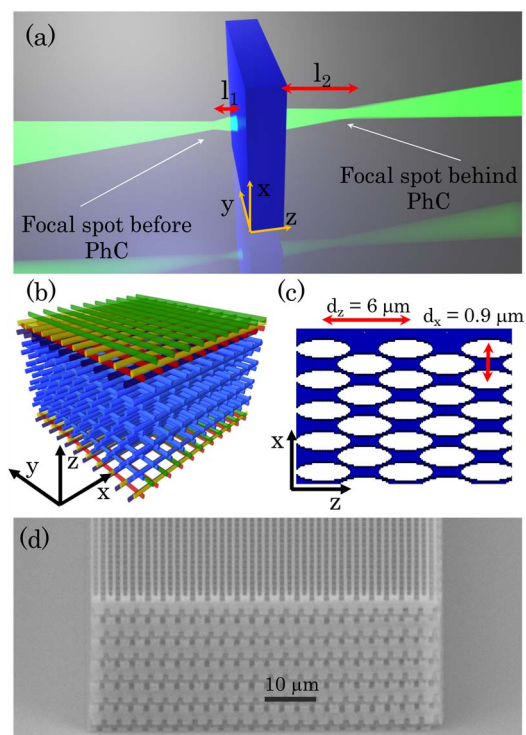 (a)
l1
l2
x
y
z
Focal spot before
PhC
Focal spot behind
PhC
(b)
z
y
x
(c)
dz = 6 μm
dx = 0.9 μm
x
z
(d)
10 μm